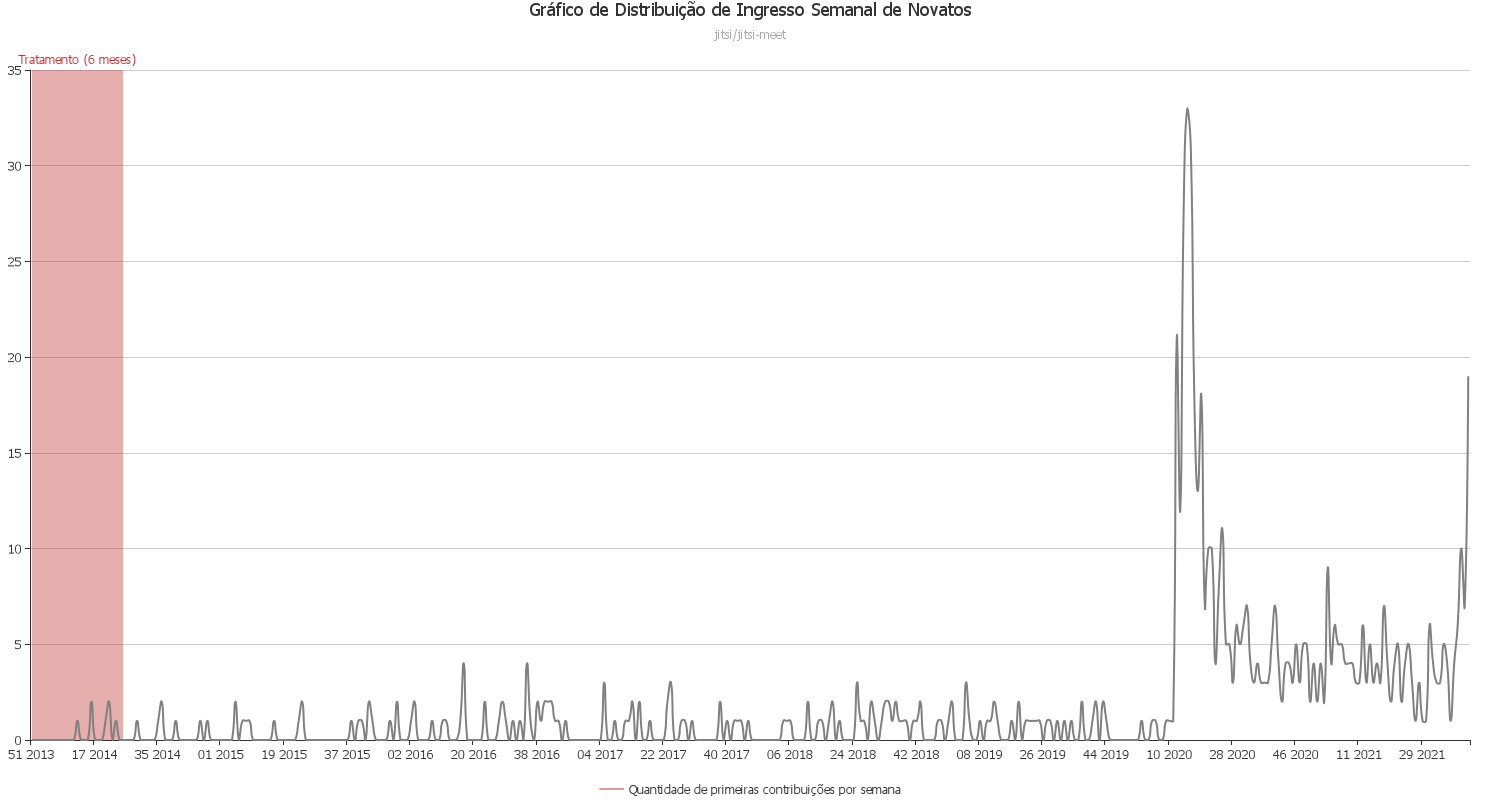 Gráfico de Distribuição de Ingresso Semanal de Novatos
jitsi/jitsi-meet
Tratamento (6 meses)
35
30
25
20
15
10
5
0
51 2013 17 2014 35 2014 01 2015 19 2015 37 2015 02 2016 20 2016 38 2016 04 2017 22 2017 40 2017 06 2018 24 2018 42 2018 08 2019 26 2019 44 2019 10 2020 28 2020 46 2020 11 2021 29 2021
Quantidade de primeiras contribuições por semana